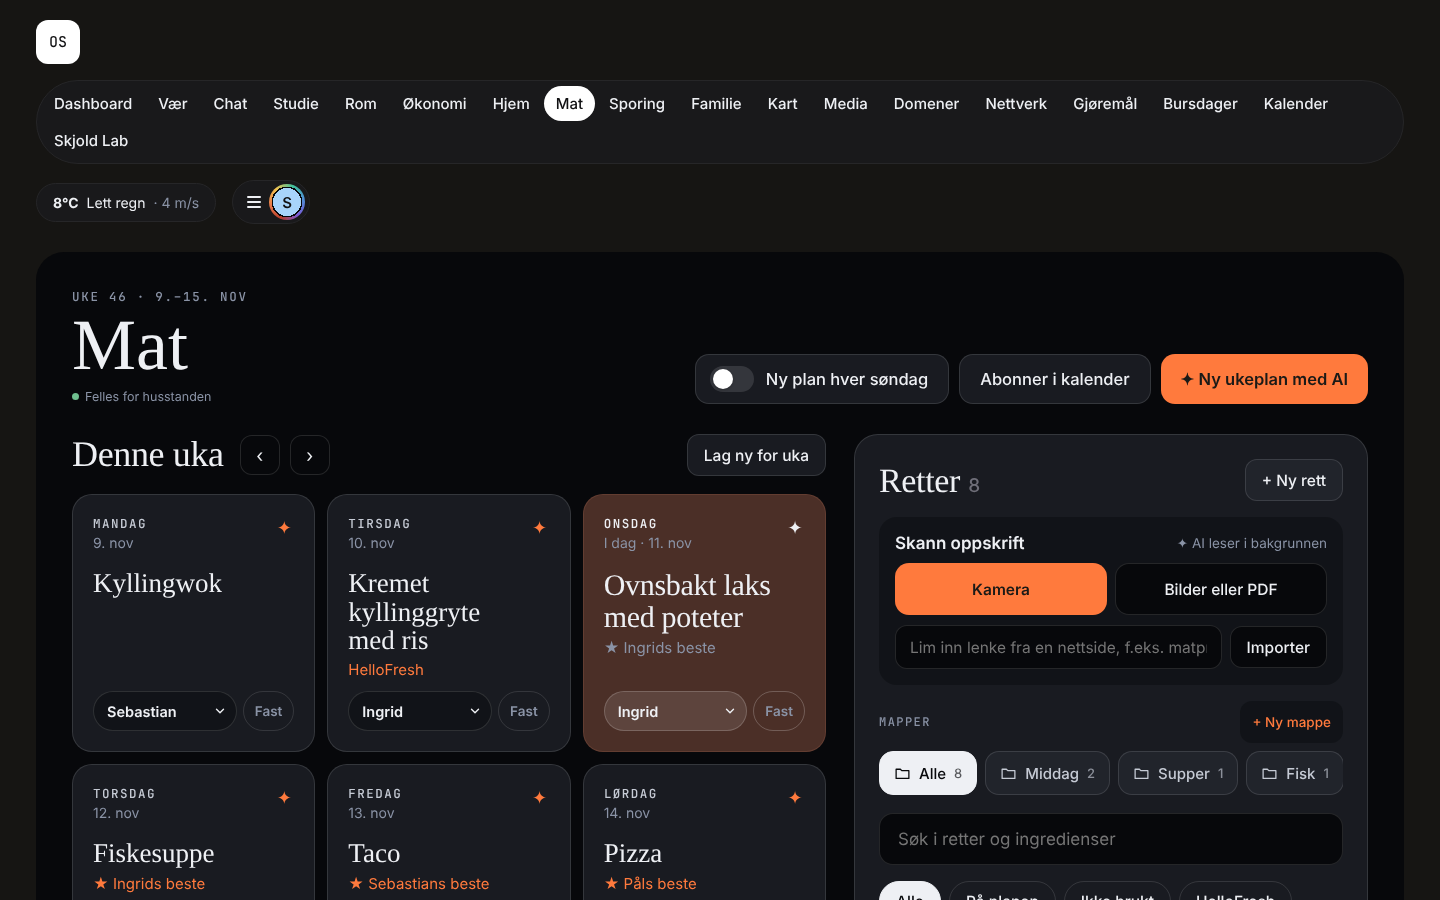 OS
Dashboard Vær Chat Studie Rom Økonomi Hjem Mat Sporing Familie Kart Media Domener Nettverk Gjøremål Bursdager Kalender
Skjold Lab
8°C Lett regn · 4 m/s
S
UKE 46 · 9.–15. NOV
Mat
Felles for husstanden
Ny plan hver søndag
Abonner i kalender
✦ Ny ukeplan med AI
Denne uka
‹ ›
Lag ny for uka
MANDAG
9. nov
✦
Kyllingwok
Sebastian
Fast
TIRSDAG
10. nov
✦
Kremet
kyllinggryte
med ris
HelloFresh
Ingrid
Fast
ONSDAG
I dag · 11. nov
✦
Ovnsbakt laks
med poteter
★ Ingrids beste
Ingrid
Fast
TORSDAG
12. nov
✦
Fiskesuppe
★ Ingrids beste
FREDAG
13. nov
✦
Taco
★ Sebastians beste
LØRDAG
14. nov
✦
Pizza
★ Påls beste
Retter 8
+ Ny rett
Skann oppskrift
✦ AI leser i bakgrunnen
Kamera
Bilder eller PDF
Lim inn lenke fra en nettside, f.eks. matp
Importer
MAPPER
+ Ny mappe
Alle 8
Middag 2
Supper 1
Fisk 1
Søk i retter og ingredienser
Alle
På planen
Ikke brukt
HelloFresh